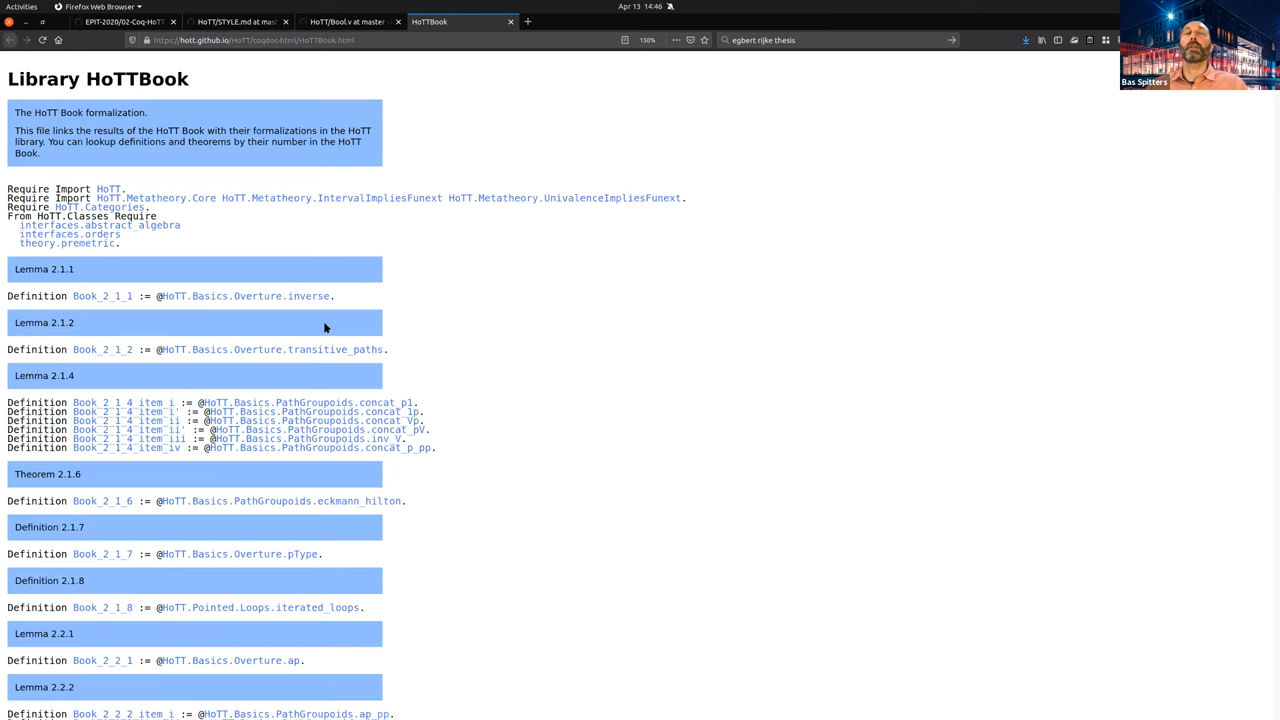 Firefox Web Browser
Apr 13 14:46
EPIT-2020/02-Coq-HoTT
HoTT/STYLE.md at mast
HoTT/Bool.v at master
HoTTBook
https://hott.github.io/HoTT/coqdoc-html/HoTTBook.html
150%
egbert rijke thesis
Bas Spitters
Library HoTTBook
The HoTT Book formalization.
This file links the results of the HoTT Book with their formalizations in the HoTT
library. You can lookup definitions and theorems by their number in the HoTT
Book.
Require Import HoTT.
Require Import HoTT.Metatheory.Core HoTT.Metatheory.IntervalImpliesFunext HoTT.Metatheory.UnivalenceImpliesFunext.
Require HoTT.Categories.
From HoTT.Classes Require
interfaces.abstract_algebra
interfaces.orders
theory.premetric.
Lemma 2.1.1
Definition Book_2_1_1 := @HoTT.Basics.Overture.inverse.
Lemma 2.1.2
Definition Book_2_1_2 := @HoTT.Basics.Overture.transitive_paths.
Lemma 2.1.4
Definition Book_2_1_4_item_i := @HoTT.Basics.PathGroupoids.concat_p1.
Definition Book_2_1_4_item_i' := @HoTT.Basics.PathGroupoids.concat_1p.
Definition Book_2_1_4_item_ii := @HoTT.Basics.PathGroupoids.concat_Vp.
Definition Book_2_1_4_item_ii' := @HoTT.Basics.PathGroupoids.concat_pV.
Definition Book_2_1_4_item_iii := @HoTT.Basics.PathGroupoids.inv_V.
Definition Book_2_1_4_item_iv := @HoTT.Basics.PathGroupoids.concat_p_pp.
Theorem 2.1.6
Definition Book_2_1_6 := @HoTT.Basics.PathGroupoids.eckmann_hilton.
Definition 2.1.7
Definition Book_2_1_7 := @HoTT.Basics.Overture.pType.
Definition 2.1.8
Definition Book_2_1_8 := @HoTT.Pointed.Loops.iterated_loops.
Lemma 2.2.1
Definition Book_2_2_1 := @HoTT.Basics.Overture.ap.
Lemma 2.2.2
Definition Book_2_2_2_item_i := @HoTT.Basics.PathGroupoids.ap_pp.